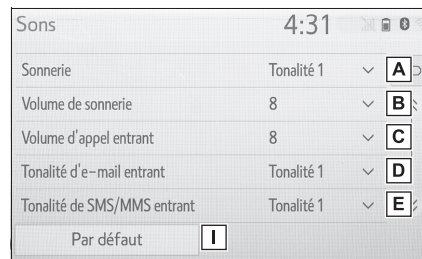 Sons 4:31
Sonnerie Tonalité 1 A
Volume de sonnerie 8 B
Volume d'appel entrant 8 C
Tonalité d'e-mail entrant Tonalité 1 D
Tonalité de SMS/MMS entrant Tonalité 1 E
Par défaut I